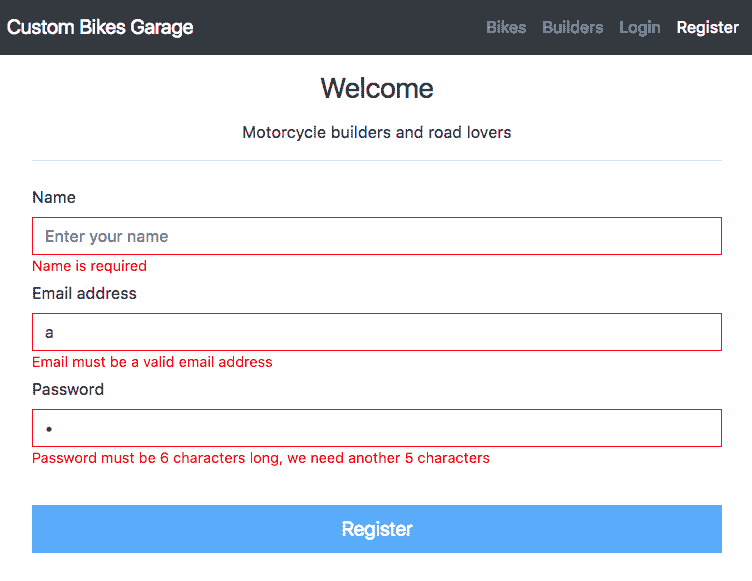 Custom Bikes Garage Bikes Builders Login Register
Welcome
Motorcycle builders and road lovers
Name
Enter your name
Name is required
Email address
a
Email must be a valid email address
Password
•
Password must be 6 characters long, we need another 5 characters
Register